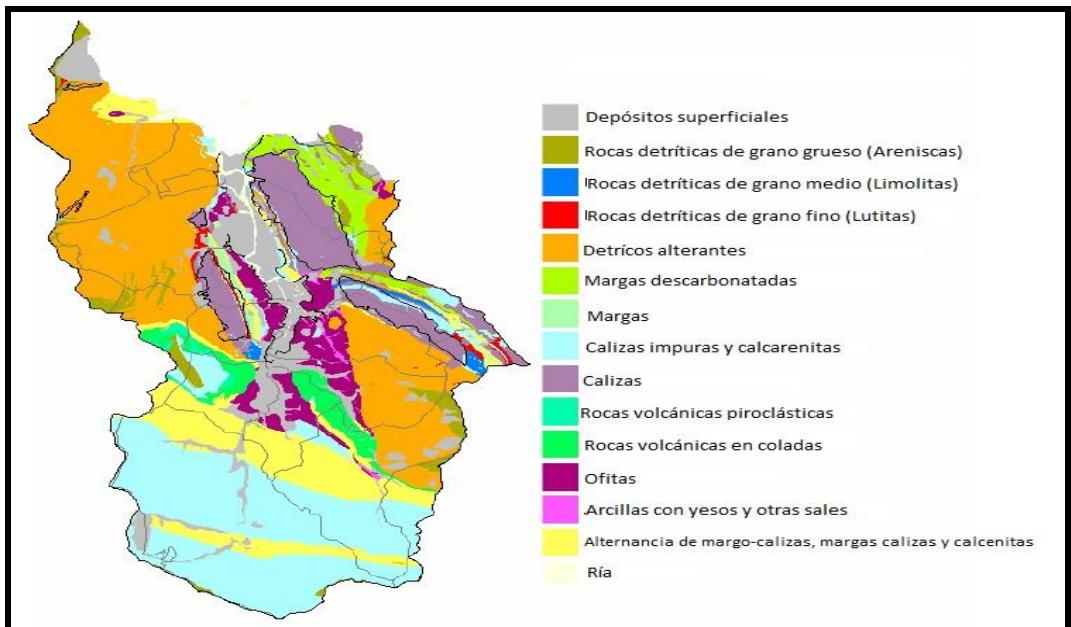 Depósitos superficiales
Rocas detríticas de grano grueso (Areniscas)
lRocas detríticas de grano medio (Limolitas)
lRocas detríticas de grano fino (Lutitas)
Detrícos alterantes
Margas descarbonatadas
Margas
Calizas impuras y calcarenitas
Calizas
Rocas volcánicas piroclásticas
Rocas volcánicas en coladas
Ofitas
.Arcillas con yesos y otras sales
Alternancia de margo-calizas, margas calizas y calcenitas
Ría